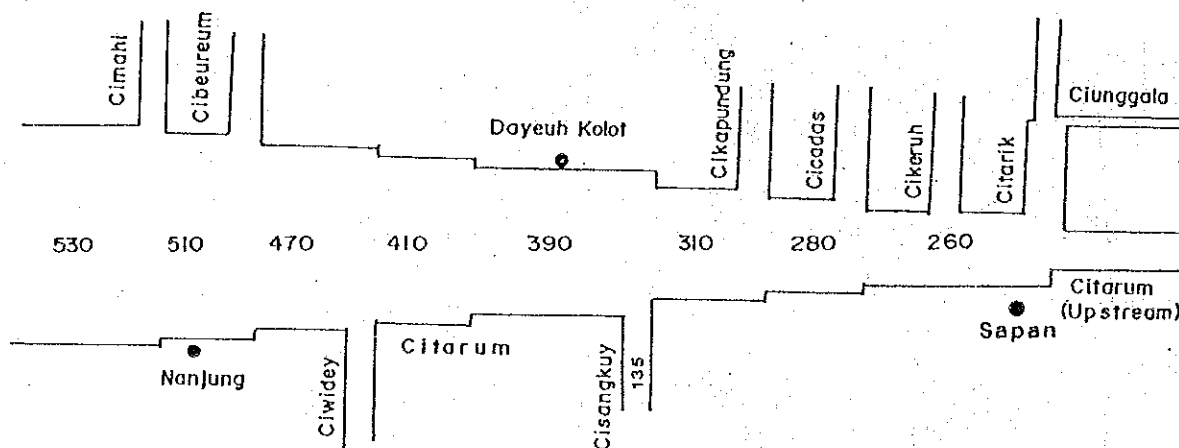 Cimahi
Cibeureum
Dayeuh Kolot
Cikapundung
Cicadas
Cikeruh
Citarik
Ciunggala
530
510
470
410
390
310
280
260
Nanjung
Ciwidey
Citarum
Cisangkuy
135
Sapan
Citarum
(Upstream)